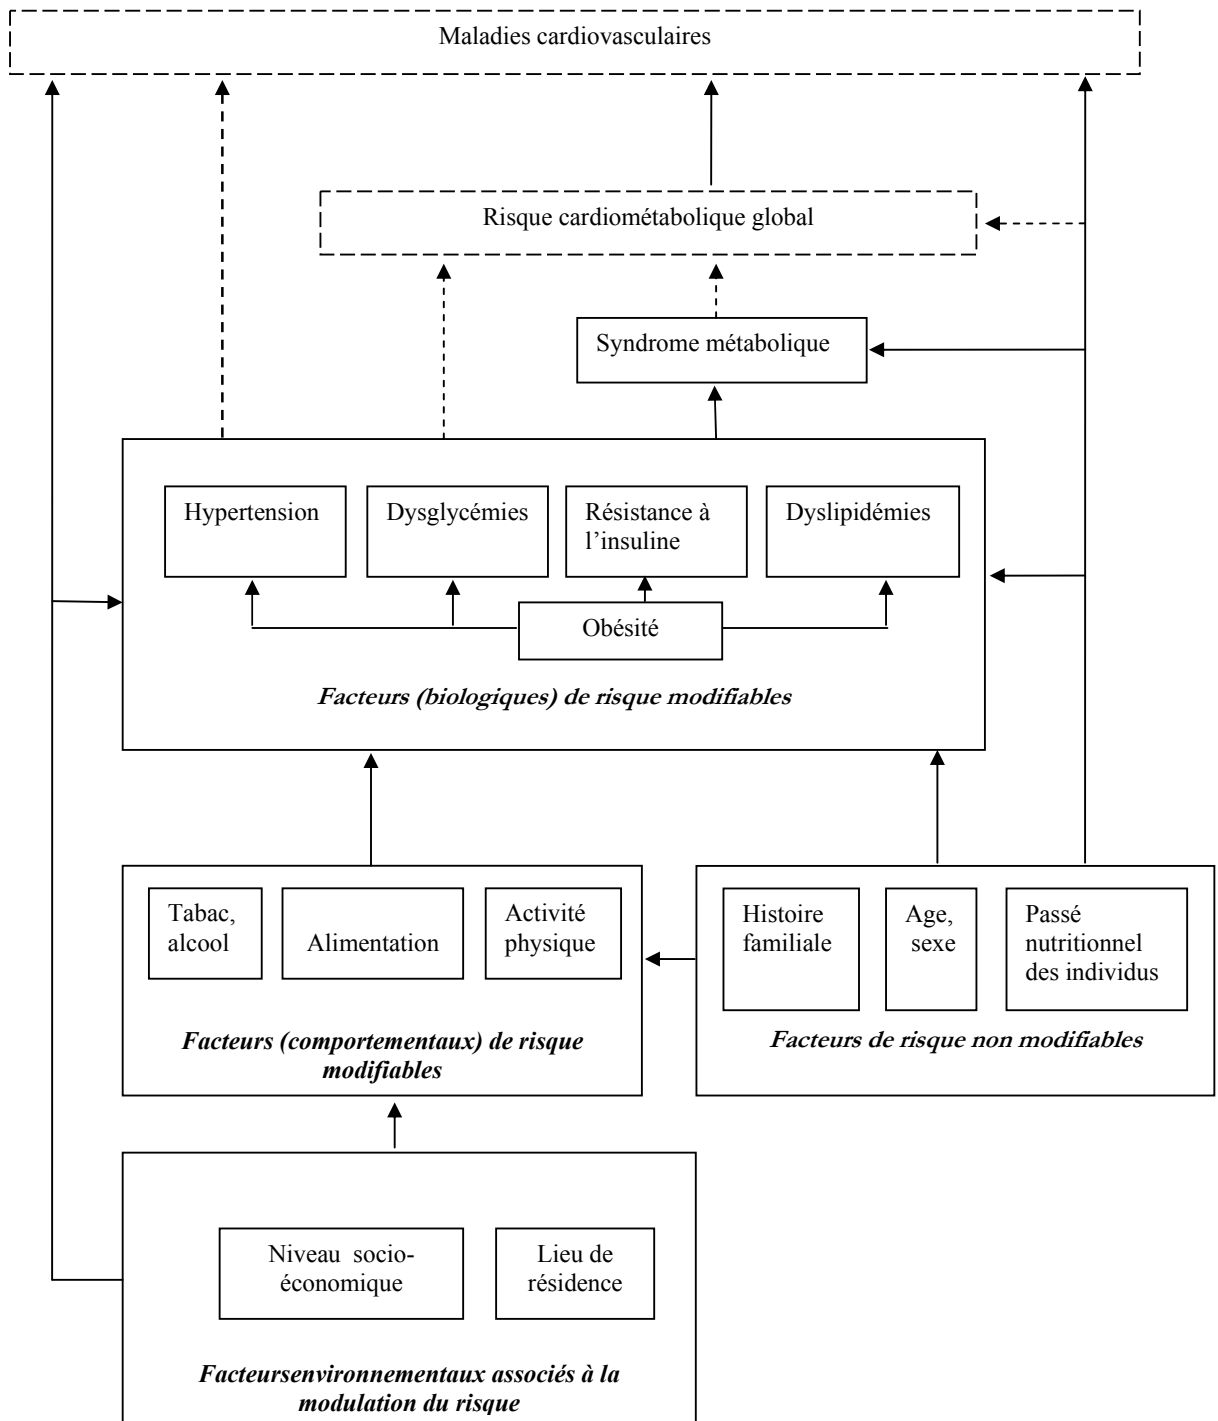 Maladies cardiovasculaires
Risque cardiométabolique global
Syndrome métabolique
Hypertension
Dysglycémies
Résistance à
l’insuline
Dyslipidémies
Obésité
Facteurs (biologiques) de risque modifiables
Tabac,
alcool
Alimentation
Activité
physique
Facteurs (comportementaux) de risque
modifiables
Histoire
familiale
Age,
sexe
Passé
nutritionnel
des individus
Facteurs de risque non modifiables
Niveau socio-
économique
Lieu de
résidence
Facteursenvironnementaux associés à la
modulation du risque